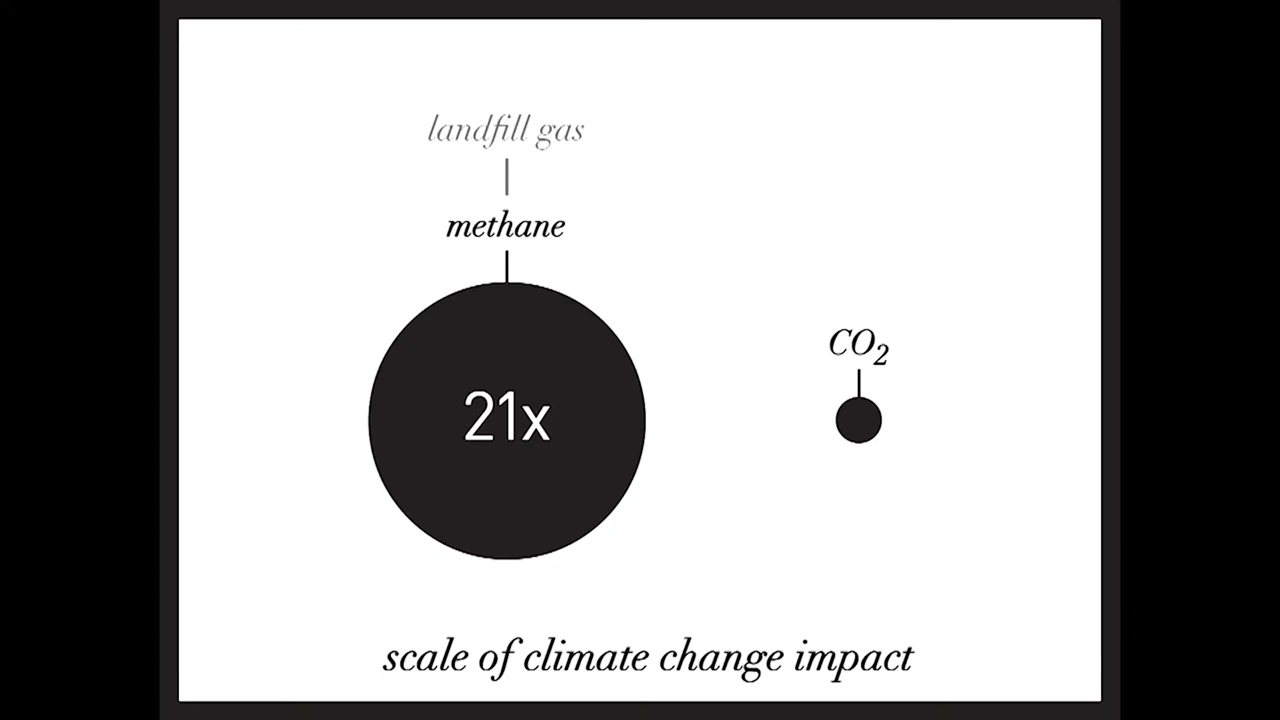 landfill gas
methane
CO₂
21x
scale of climate change impact